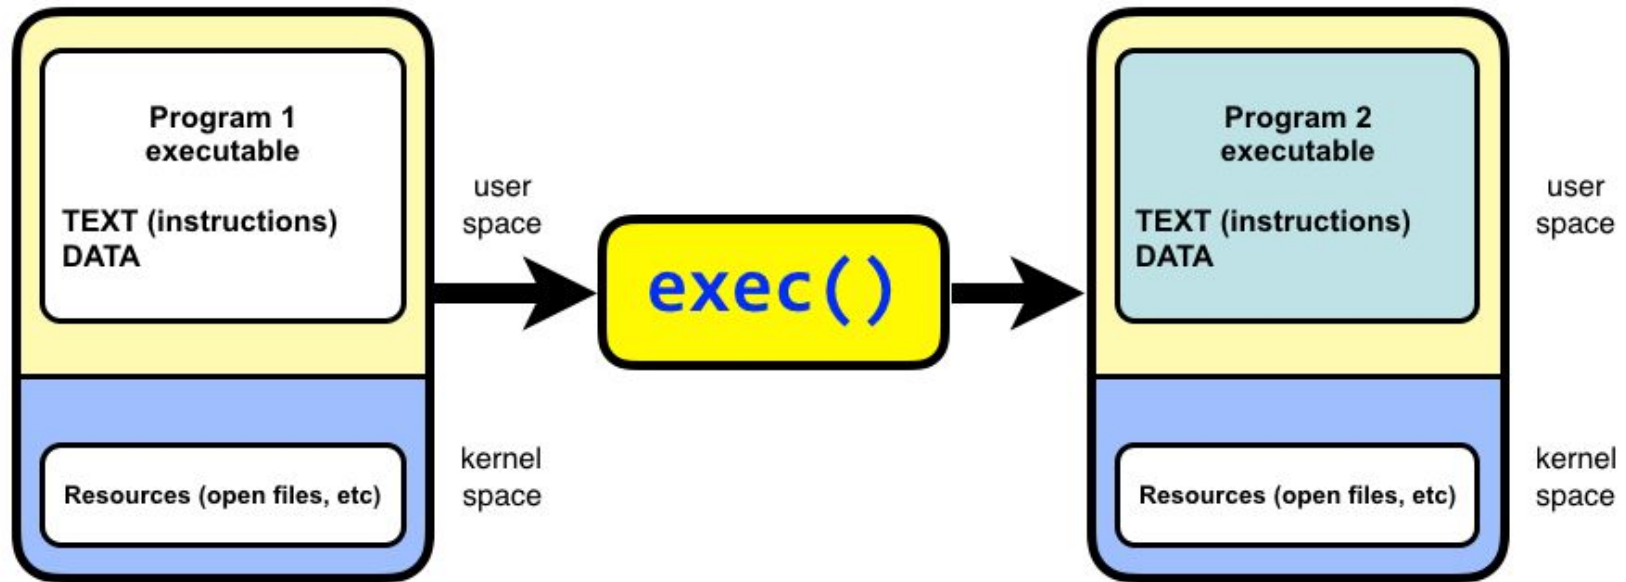 Program 1
executable
TEXT (instructions)
DATA
Resources (open files, etc)
user
space
kernel
space
exec()
Program 2
executable
TEXT (instructions)
DATA
Resources (open files, etc)
user
space
kernel
space